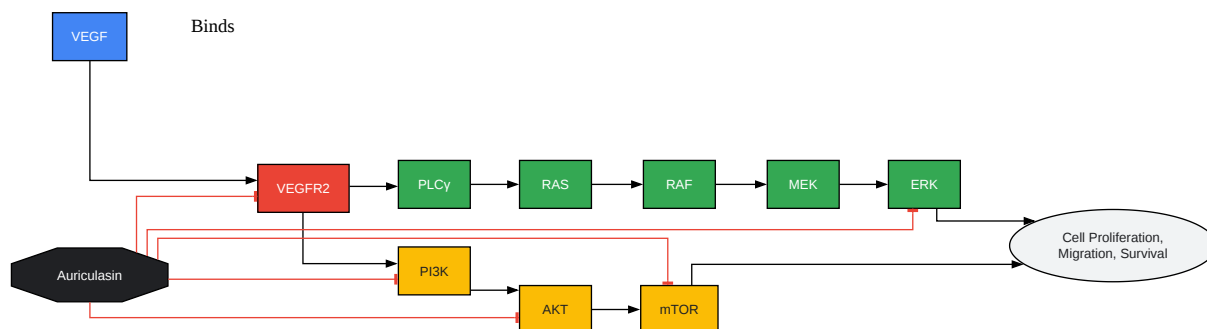 VEGF
Binds
VEGFR2
PLCγ
RAS
RAF
MEK
ERK
Auriculasin
PI3K
AKT
mTOR
Cell Proliferation,
Migration, Survival